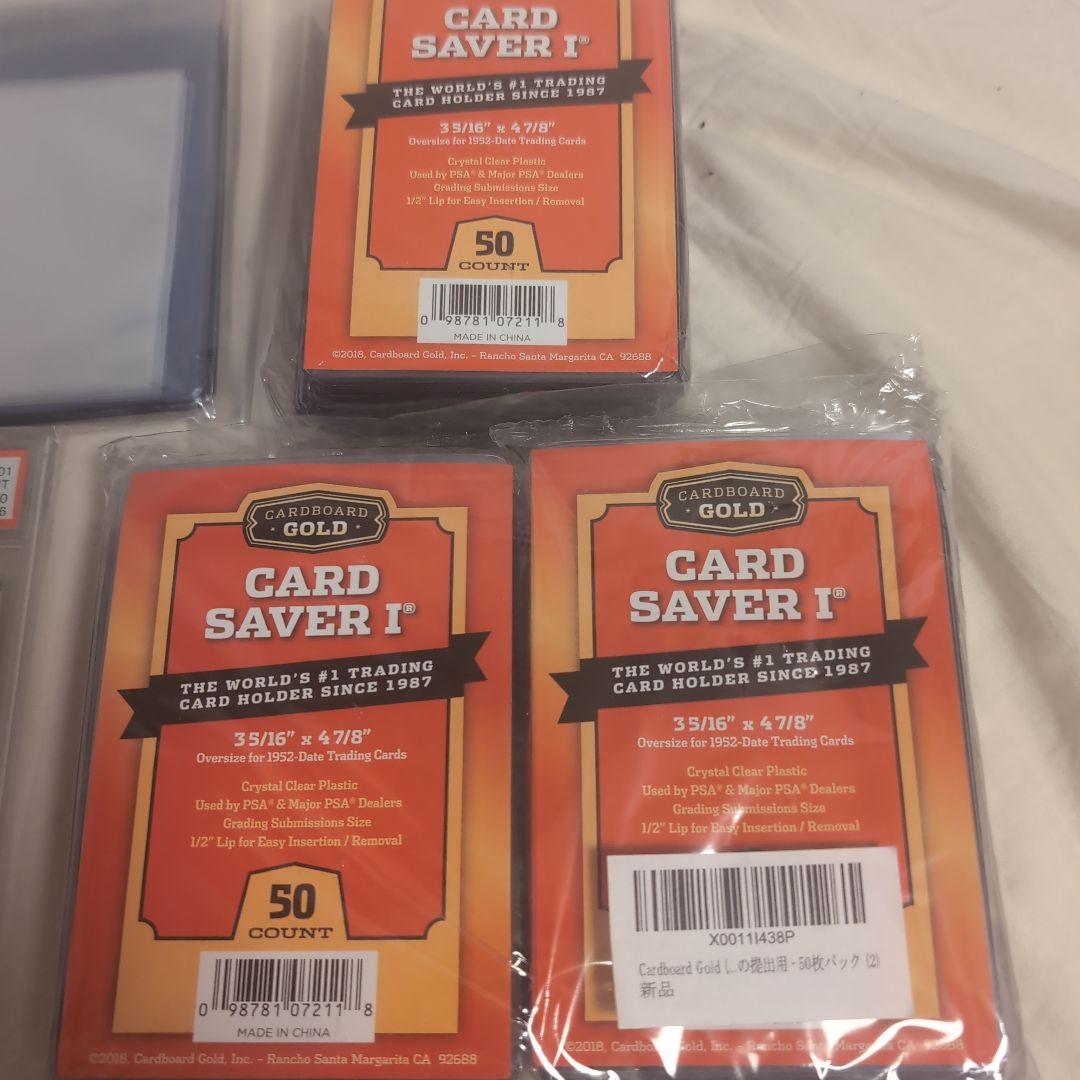 CARD
SAVER I®
THE WORLD'S #1 TRADING
CARD HOLDER SINCE 1987
3 5/16" x 4 7/8"
Oversize for 1952-Date Trading Cards
Crystal Clear Plastic
Used by PSA® & Major PSA® Dealers
Grading Submissions Size
1/2" Lip for Easy Insertion / Removal
50
COUNT
0 98781 07211 8
MADE IN CHINA
©2018, Cardboard Gold, Inc. – Rancho Santa Margarita CA 92688
CARDBOARD
GOLD
CARD
SAVER I®
THE WORLD'S #1 TRADING
CARD HOLDER SINCE 1987
3 5/16" x 4 7/8"
Oversize for 1952-Date Trading Cards
Crystal Clear Plastic
Used by PSA® & Major PSA® Dealers
Grading Submissions Size
1/2" Lip for Easy Insertion / Removal
50
COUNT
0 98781 07211 8
MADE IN CHINA
©2018, Cardboard Gold, Inc. – Rancho Santa Margarita CA 92688
CARDBOARD
GOLD
CARD
SAVER I®
THE WORLD'S #1 TRADING
CARD HOLDER SINCE 1987
3 5/16" x 4 7/8"
Oversize for 1952-Date Trading Cards
Crystal Clear Plastic
Used by PSA® & Major PSA® Dealers
Grading Submissions Size
1/2" Lip for Easy Insertion / Removal
X0011I438P
Cardboard Gold (...の提出用 - 50枚パック (2)
新品
©2018, Cardboard Gold, Inc. – Rancho Santa Margarita CA 92688